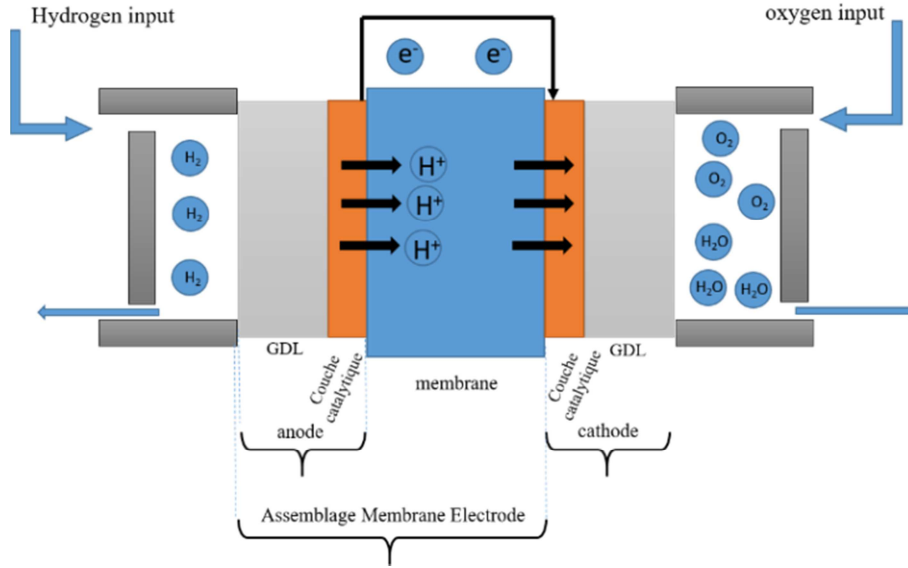 Hydrogen input
oxygen input
e-
e-
H2
H2
H2
H+
H+
H+
O2
O2
O2
H2O
H2O
H2O
GDL
Couche
catalytique
membrane
Couche
catalytique
GDL
anode
cathode
Assemblage Membrane Electrode